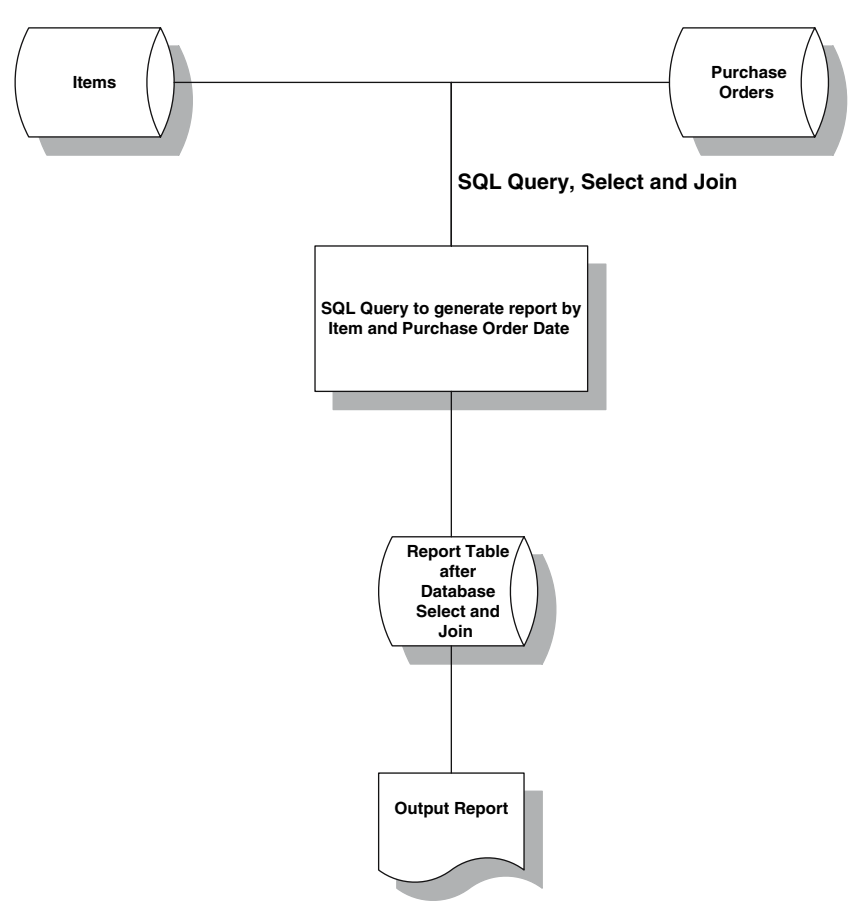 Items
Purchase
Orders
SQL Query, Select and Join
SQL Query to generate report by
Item and Purchase Order Date
Report Table
after
Database
Select and
Join
Output Report